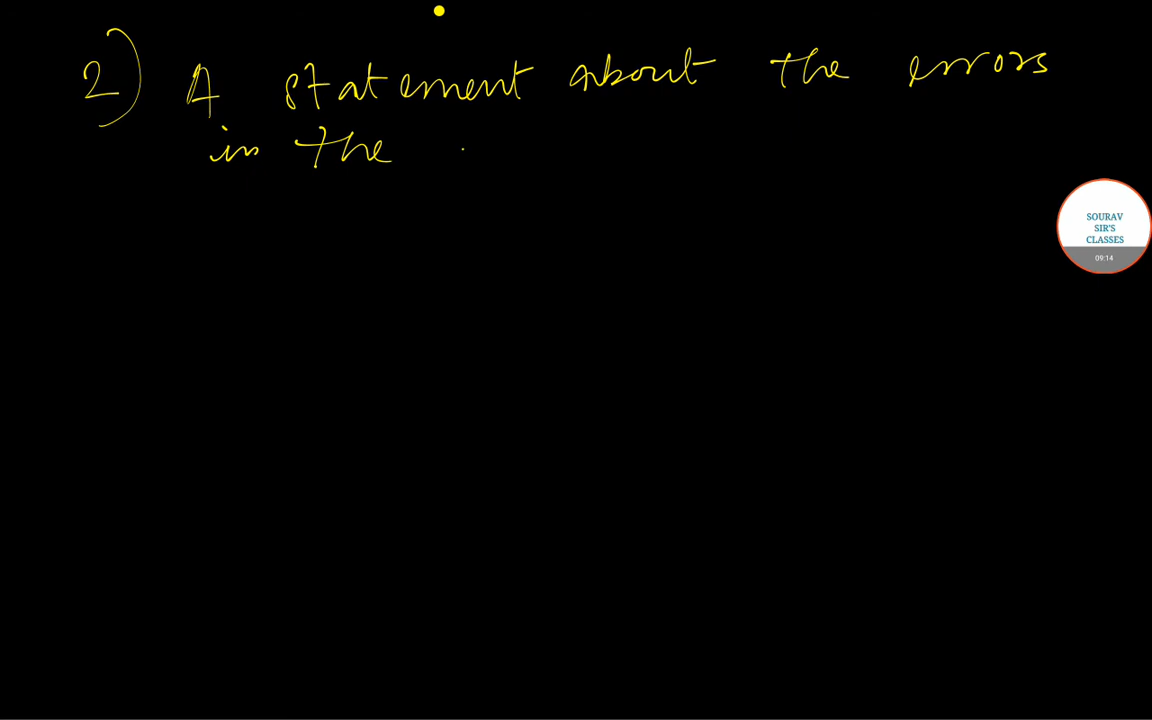 2) A statement about the errors
in the
SOURAV
SIR'S
CLASSES
09:14